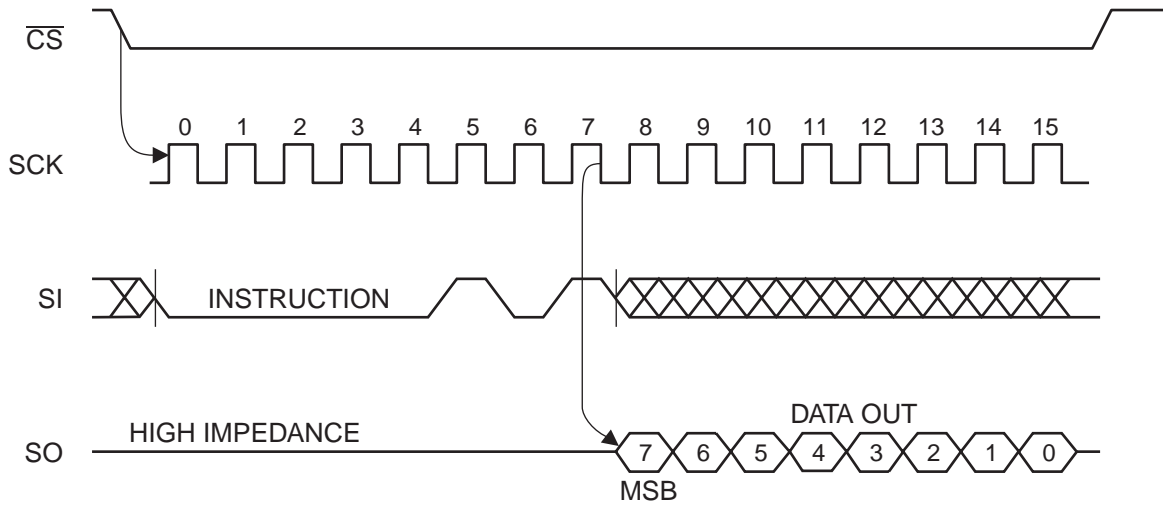 C̅S̅
0 1 2 3 4 5 6 7 8 9 10 11 12 13 14 15
SCK
SI
INSTRUCTION
DATA OUT
HIGH IMPEDANCE
SO
7 6 5 4 3 2 1 0
MSB